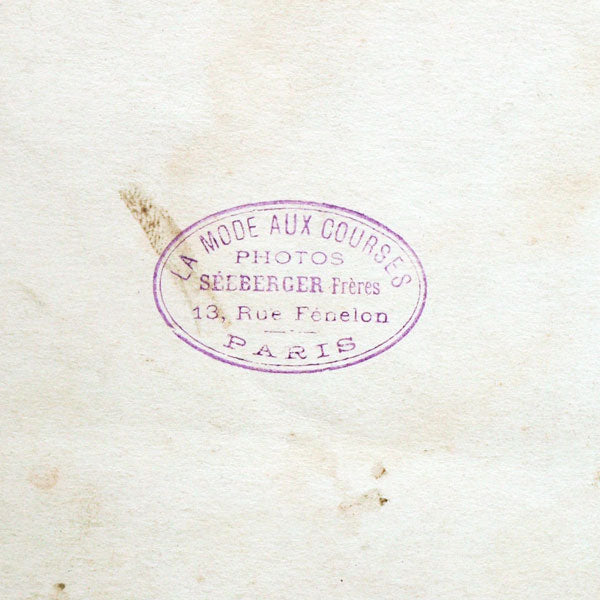 LA MODE AUX COURSES
PHOTOS
SÉEBERGER Frères
13, Rue Fénelon
PARIS